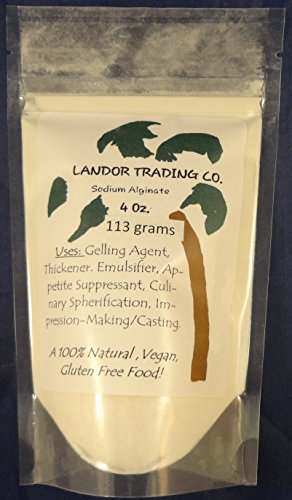 LANDOR TRADING CO.
Sodium Alginate
4 Oz.
113 grams
Uses: Gelling Agent,
Thickener. Emulsifier, Ap-
petite Suppressant, Culi-
nary Spherification, Im-
pression-Making/Casting.
A 100% Natural , Vegan,
Gluten Free Food!